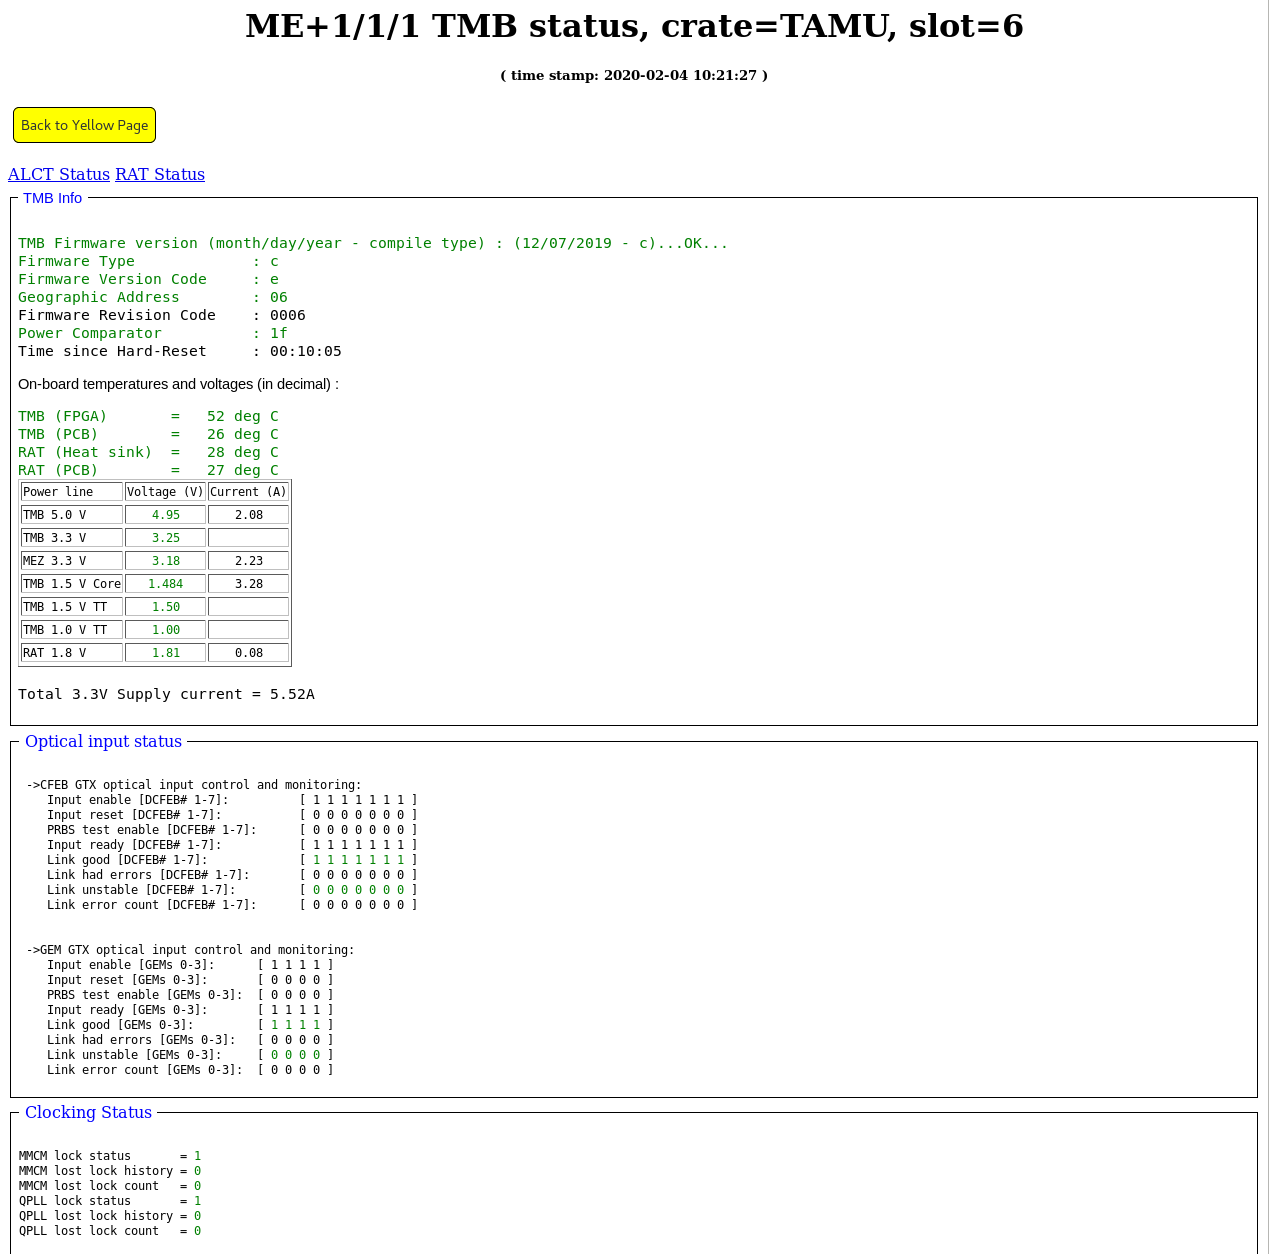 ME+1/1/1 TMB status, crate=TAMU, slot=6
( time stamp: 2020-02-04 10:21:27 )
Back to Yellow Page
ALCT Status RAT Status
TMB Info
TMB Firmware version (month/day/year - compile type) : (12/07/2019 - c)...OK...
Firmware Type : c
Firmware Version Code : e
Geographic Address : 06
Firmware Revision Code : 0006
Power Comparator : 1f
Time since Hard-Reset : 00:10:05
On-board temperatures and voltages (in decimal) :
TMB (FPGA) = 52 deg C
TMB (PCB) = 26 deg C
RAT (Heat sink) = 28 deg C
RAT (PCB) = 27 deg C
Power line Voltage (V) Current (A)
TMB 5.0 V 4.95 2.08
TMB 3.3 V 3.25
MEZ 3.3 V 3.18 2.23
TMB 1.5 V Core 1.484 3.28
TMB 1.5 V TT 1.50
TMB 1.0 V TT 1.00
RAT 1.8 V 1.81 0.08
Total 3.3V Supply current = 5.52A
Optical input status
->CFEB GTX optical input control and monitoring:
Input enable [DCFEB# 1-7]: [ 1 1 1 1 1 1 1 ]
Input reset [DCFEB# 1-7]: [ 0 0 0 0 0 0 0 ]
PRBS test enable [DCFEB# 1-7]: [ 0 0 0 0 0 0 0 ]
Input ready [DCFEB# 1-7]: [ 1 1 1 1 1 1 1 ]
Link good [DCFEB# 1-7]: [ 1 1 1 1 1 1 1 ]
Link had errors [DCFEB# 1-7]: [ 0 0 0 0 0 0 0 ]
Link unstable [DCFEB# 1-7]: [ 0 0 0 0 0 0 0 ]
Link error count [DCFEB# 1-7]: [ 0 0 0 0 0 0 0 ]
->GEM GTX optical input control and monitoring:
Input enable [GEMs 0-3]: [ 1 1 1 1 ]
Input reset [GEMs 0-3]: [ 0 0 0 0 ]
PRBS test enable [GEMs 0-3]: [ 0 0 0 0 ]
Input ready [GEMs 0-3]: [ 1 1 1 1 ]
Link good [GEMs 0-3]: [ 1 1 1 1 ]
Link had errors [GEMs 0-3]: [ 0 0 0 0 ]
Link unstable [GEMs 0-3]: [ 0 0 0 0 ]
Link error count [GEMs 0-3]: [ 0 0 0 0 ]
Clocking Status
MMCM lock status = 1
MMCM lost lock history = 0
MMCM lost lock count = 0
QPLL lock status = 1
QPLL lost lock history = 0
QPLL lost lock count = 0